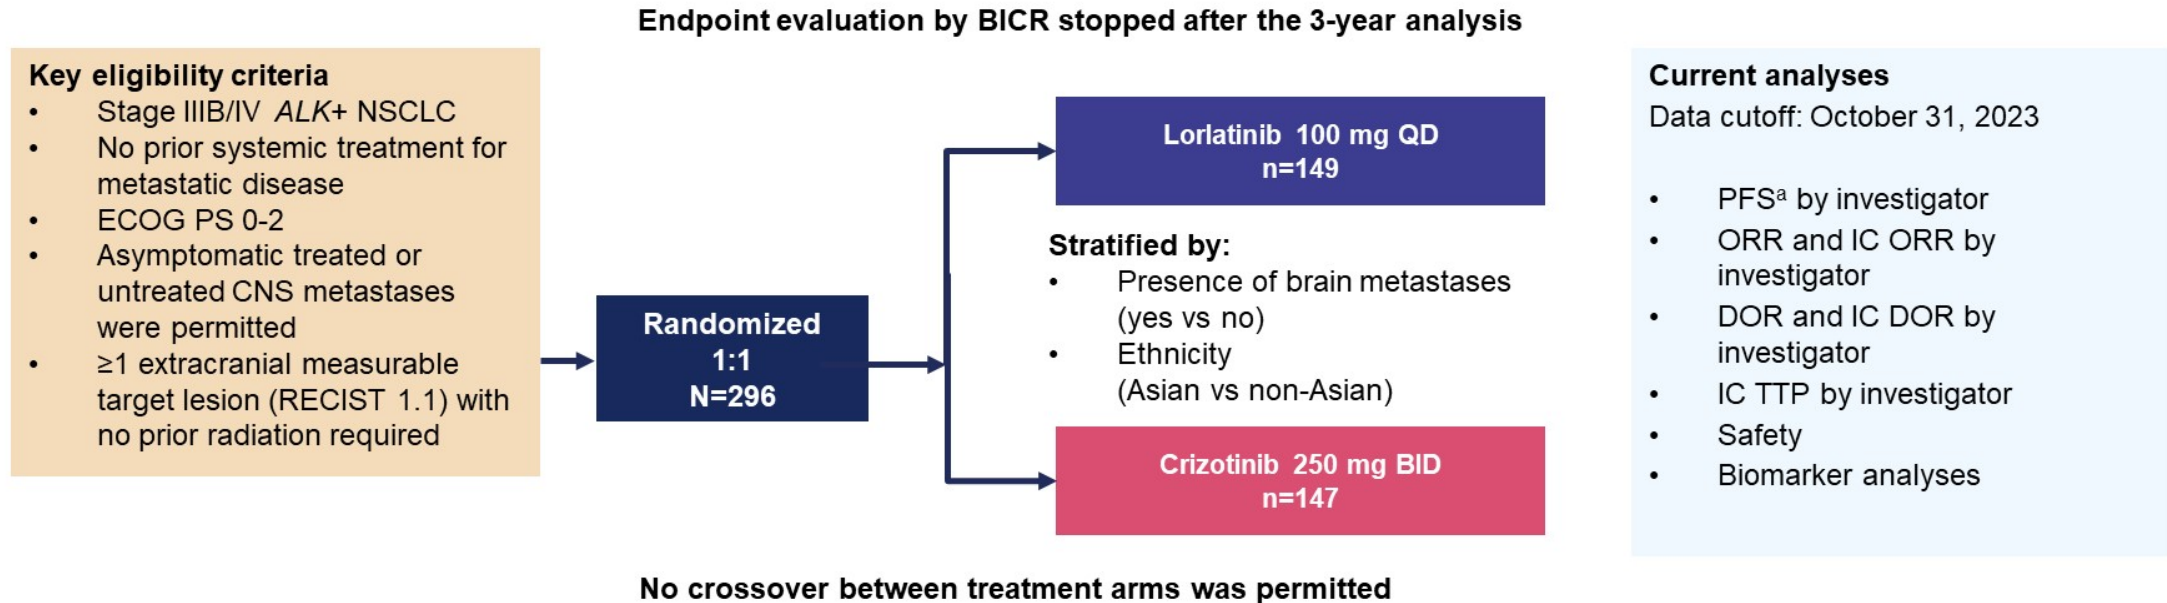 Endpoint evaluation by BICR stopped after the 3-year analysis
Key eligibility criteria
• Stage IIIB/IV ALK+ NSCLC
• No prior systemic treatment for
metastatic disease
• ECOG PS 0-2
• Asymptomatic treated or
untreated CNS metastases
were permitted
• ≥1 extracranial measurable
target lesion (RECIST 1.1) with
no prior radiation required
Randomized
1:1
N=296
Lorlatinib 100 mg QD
n=149
Stratified by:
• Presence of brain metastases
(yes vs no)
• Ethnicity
(Asian vs non-Asian)
Crizotinib 250 mg BID
n=147
Current analyses
Data cutoff: October 31, 2023
• PFSᵃ by investigator
• ORR and IC ORR by
investigator
• DOR and IC DOR by
investigator
• IC TTP by investigator
• Safety
• Biomarker analyses
No crossover between treatment arms was permitted